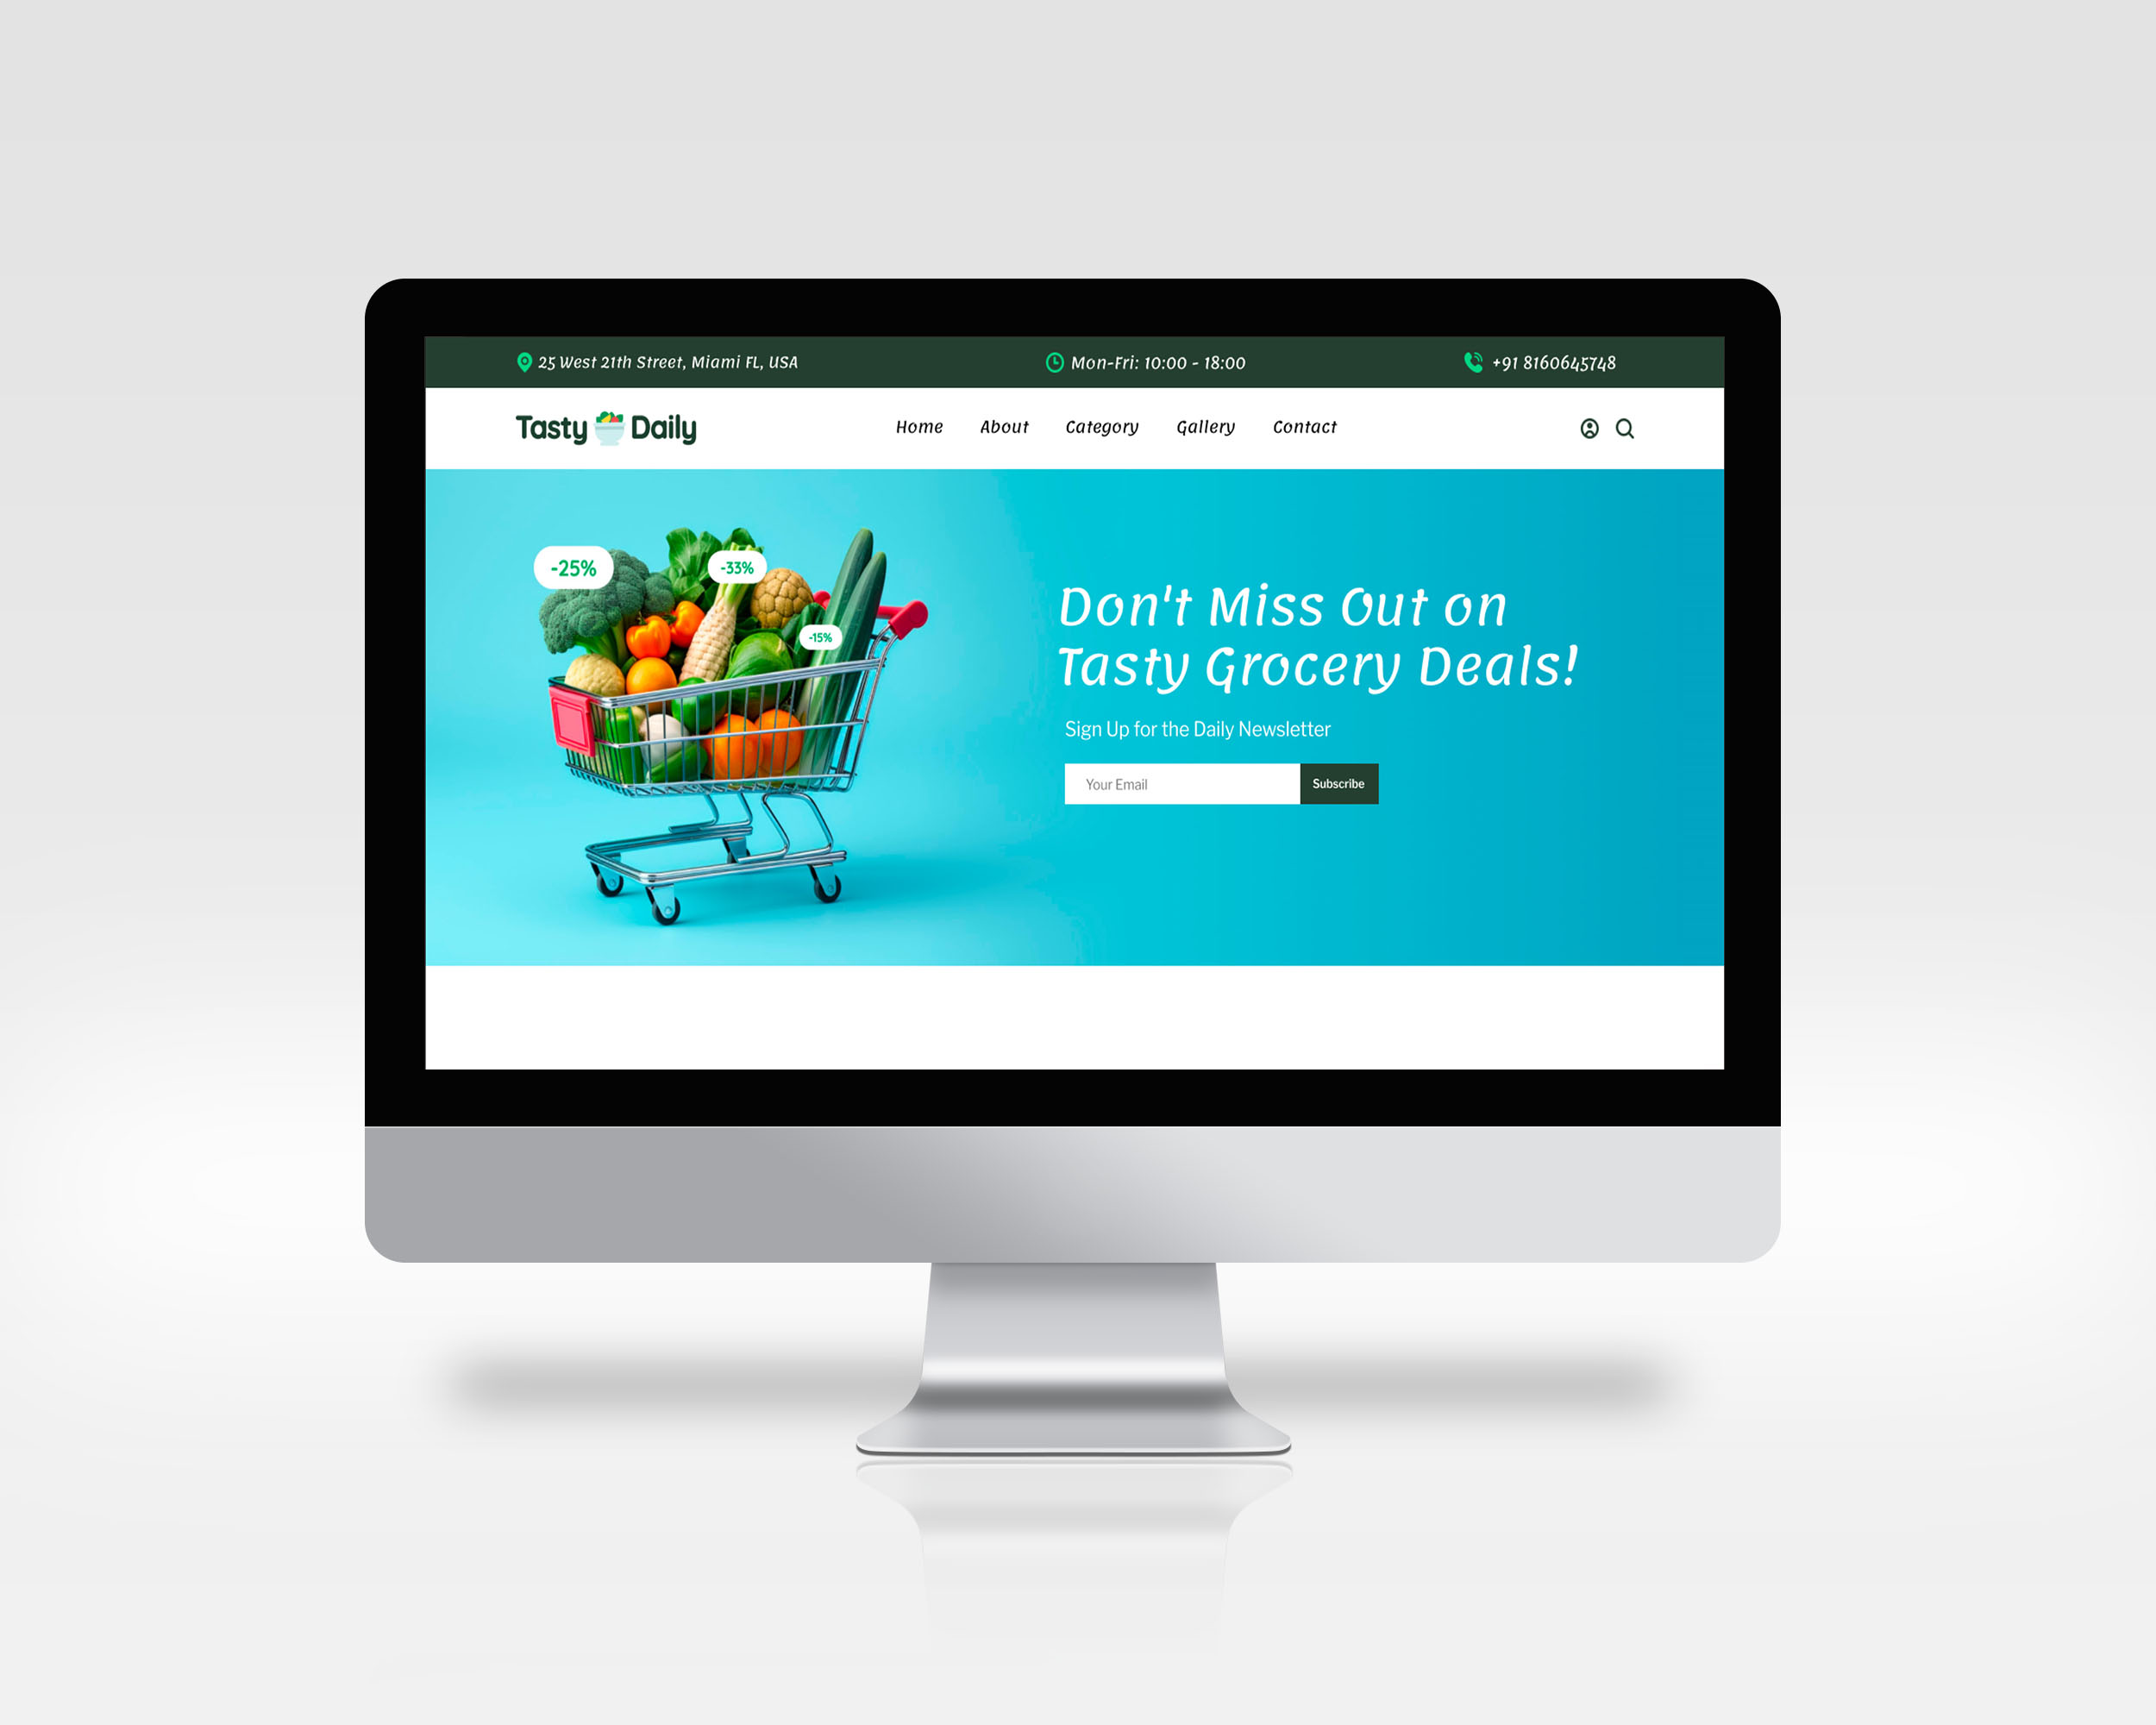 25 West 21th Street, Miami FL, USA
Mon-Fri: 10:00 - 18:00
+91 8160645748
Tasty Daily
Home
About
Category
Gallery
Contact
-25%
-33%
-15%
Don't Miss Out on
Tasty Grocery Deals!
Sign Up for the Daily Newsletter
Your Email
Subscribe